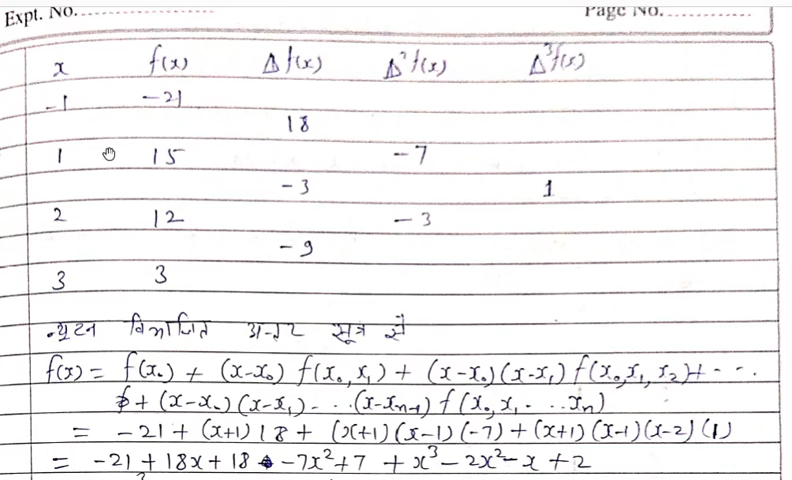 Expt. No.
Page No.
x f(x) Δf(x) Δ²f(x) Δ³f(x)
-1 -21
18
1 15 -7
-3 1
2 12 -3
-9
3 3
न्यूटन विभाजित अन्तर सूत्र से
f(x) = f(x₀) + (x-x₀) f(x₀,x₁) + (x-x₀)(x-x₁) f(x₀,x₁,x₂)+ ...
+ (x-x₀)(x-x₁) - ...(x-xₙ₋₁) f(x₀,x₁ ....xₙ)
= -21 + (x+1)18 + (x+1)(x-1)(-7) + (x+1)(x-1)(x-2)(1)
= -21+18x+18 -7x²+7 +x³-2x²-x+2